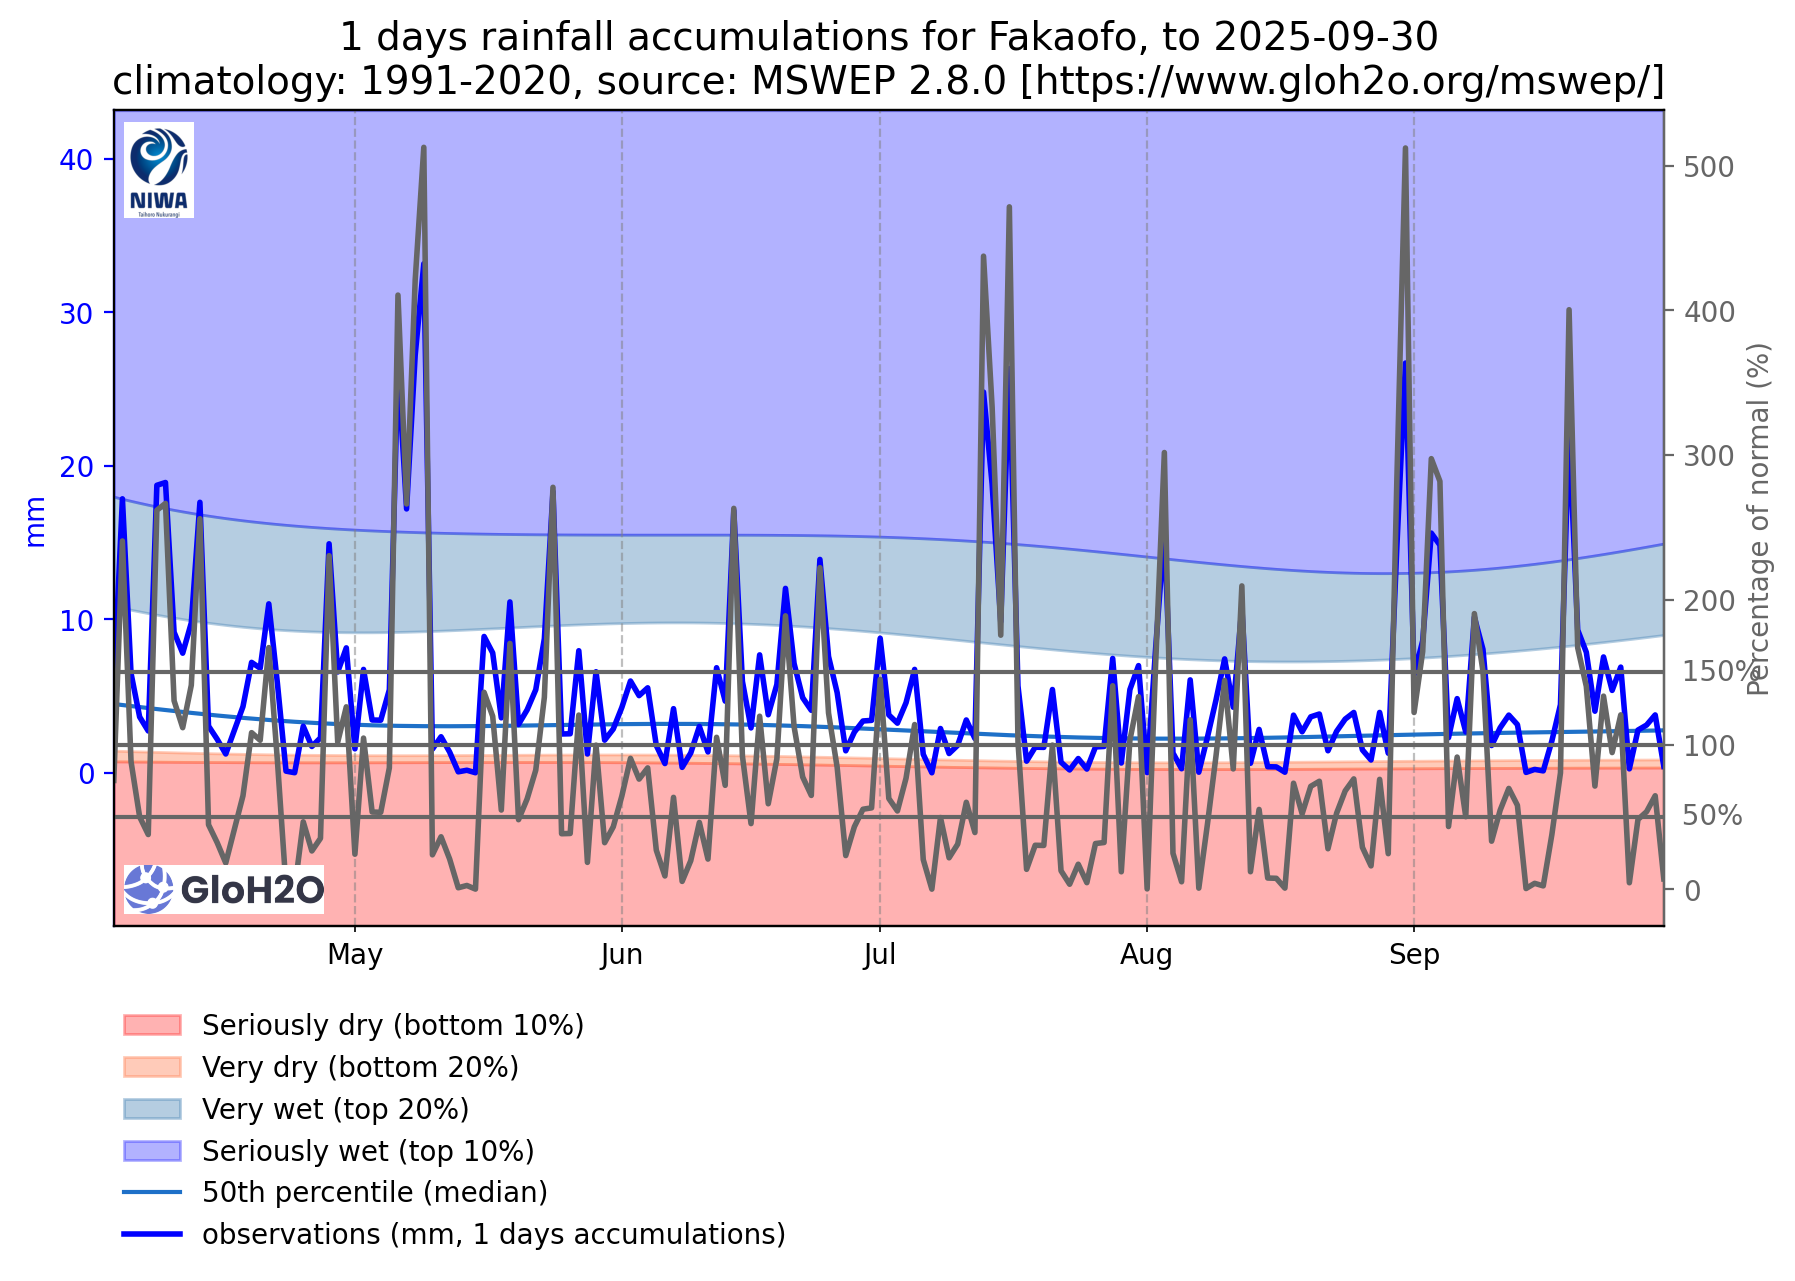 1 days rainfall accumulations for Fakaofo, to 2025-09-30
climatology: 1991-2020, source: MSWEP 2.8.0 [https://www.gloh2o.org/mswep/]
NIWA
Taihoro Nukurangi
40
30
20
10
0
mm
500
400
300
200
150%
100
50%
0
Percentage of normal (%)
GloH2O
May
Jun
Jul
Aug
Sep
Seriously dry (bottom 10%)
Very dry (bottom 20%)
Very wet (top 20%)
Seriously wet (top 10%)
50th percentile (median)
observations (mm, 1 days accumulations)